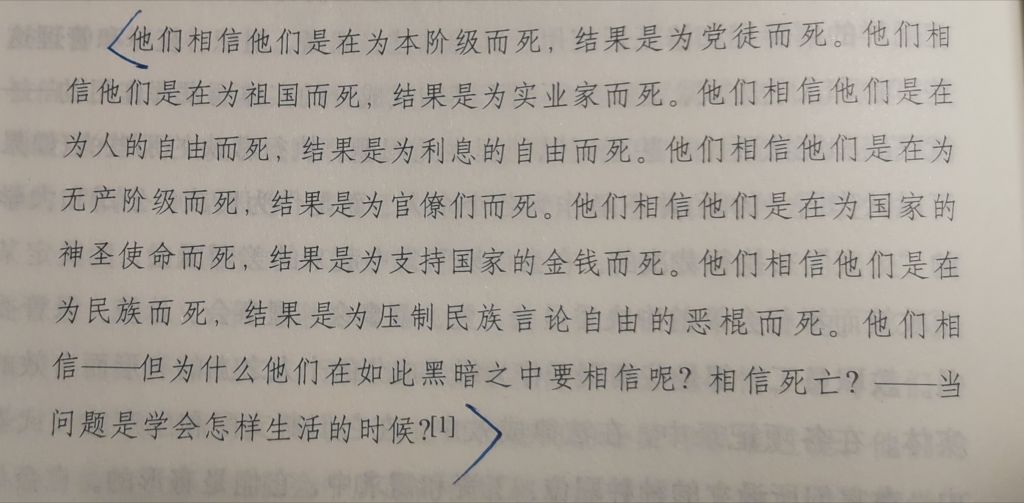 他们相信他们是在为本阶级而死，结果是为党徒而死。他们相
信他们是在为祖国而死，结果是为实业家而死。他们相信他们是在
为人的自由而死，结果是为利息的自由而死。他们相信他们是在为
无产阶级而死，结果是为官僚们而死。他们相信他们是在为国家的
神圣使命而死，结果是为支持国家的金钱而死。他们相信他们是在
为民族而死，结果是为压制民族言论自由的恶棍而死。他们相
信——但为什么他们在如此黑暗之中要相信呢？相信死亡？——当
问题是学会怎样生活的时候？[1]